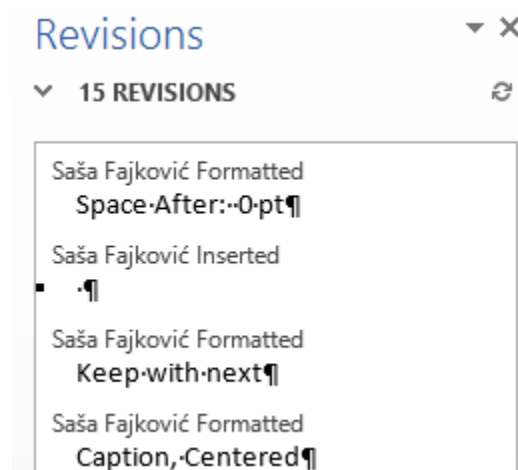 Revisions
15 REVISIONS
Saša Fajković Formatted
Space·After:··0·pt¶
Saša Fajković Inserted
·¶
Saša Fajković Formatted
Keep·with·next¶
Saša Fajković Formatted
Caption,·Centered¶